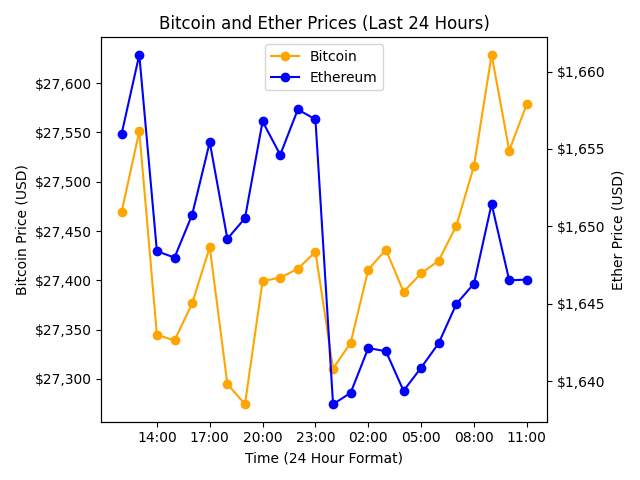 Bitcoin and Ether Prices (Last 24 Hours)
Bitcoin
Ethereum
Bitcoin Price (USD)
$27,600
$27,550
$27,500
$27,450
$27,400
$27,350
$27,300
$1,660
$1,655
$1,650
$1,645
$1,640
Ether Price (USD)
14:00 17:00 20:00 23:00 02:00 05:00 08:00 11:00
Time (24 Hour Format)